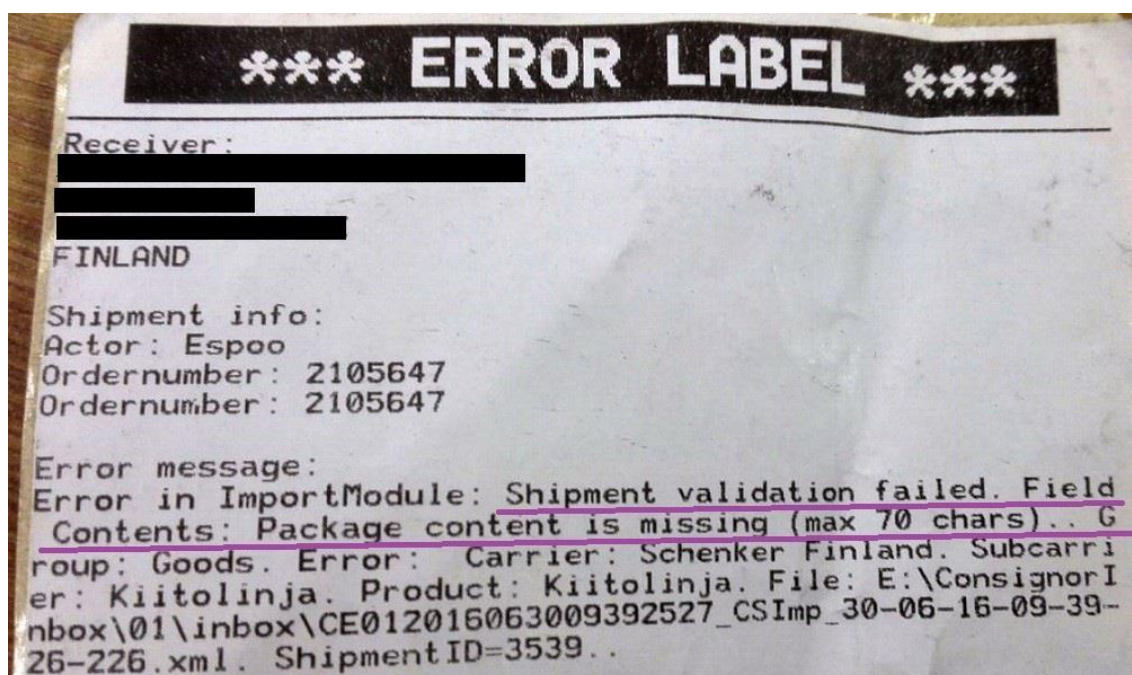 *** ERROR LABEL ***
Receiver:
FINLAND
Shipment info:
Actor: Espoo
Ordernumber: 2105647
Ordernumber: 2105647
Error message:
Error in ImportModule: Shipment validation failed. Field
Contents: Package content is missing (max 70 chars).. G
roup: Goods. Error:  Carrier: Schenker Finland. Subcarri
er: Kiitolinja. Product: Kiitolinja. File: E:\ConsignorI
nbox\01\inbox\CE012016063009392527_CSImp_30-06-16-09-39-
26-226.xml. ShipmentID=3539..